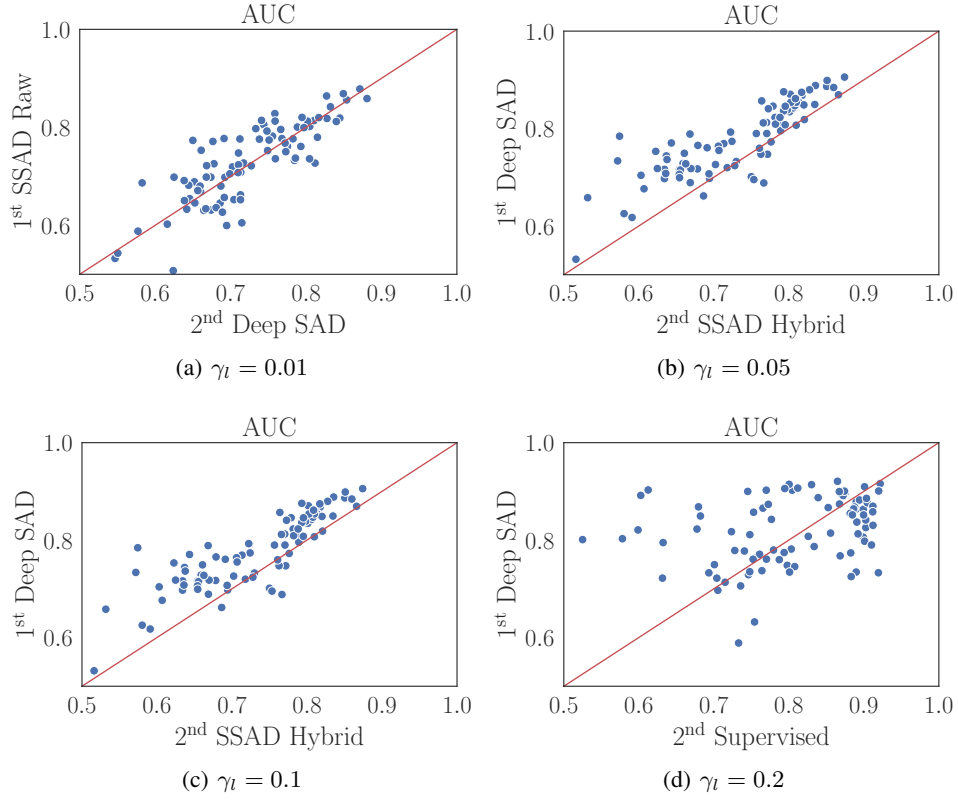 AUC
1.0
0.8
0.6
1st SSAD Raw
0.5 0.6 0.7 0.8 0.9 1.0
2nd Deep SAD
(a) γl = 0.01
AUC
1.0
0.8
0.6
1st Deep SAD
0.5 0.6 0.7 0.8 0.9 1.0
2nd SSAD Hybrid
(b) γl = 0.05
AUC
1.0
0.8
0.6
1st Deep SAD
0.5 0.6 0.7 0.8 0.9 1.0
2nd SSAD Hybrid
(c) γl = 0.1
AUC
1.0
0.8
0.6
1st Deep SAD
0.5 0.6 0.7 0.8 0.9 1.0
2nd Supervised
(d) γl = 0.2